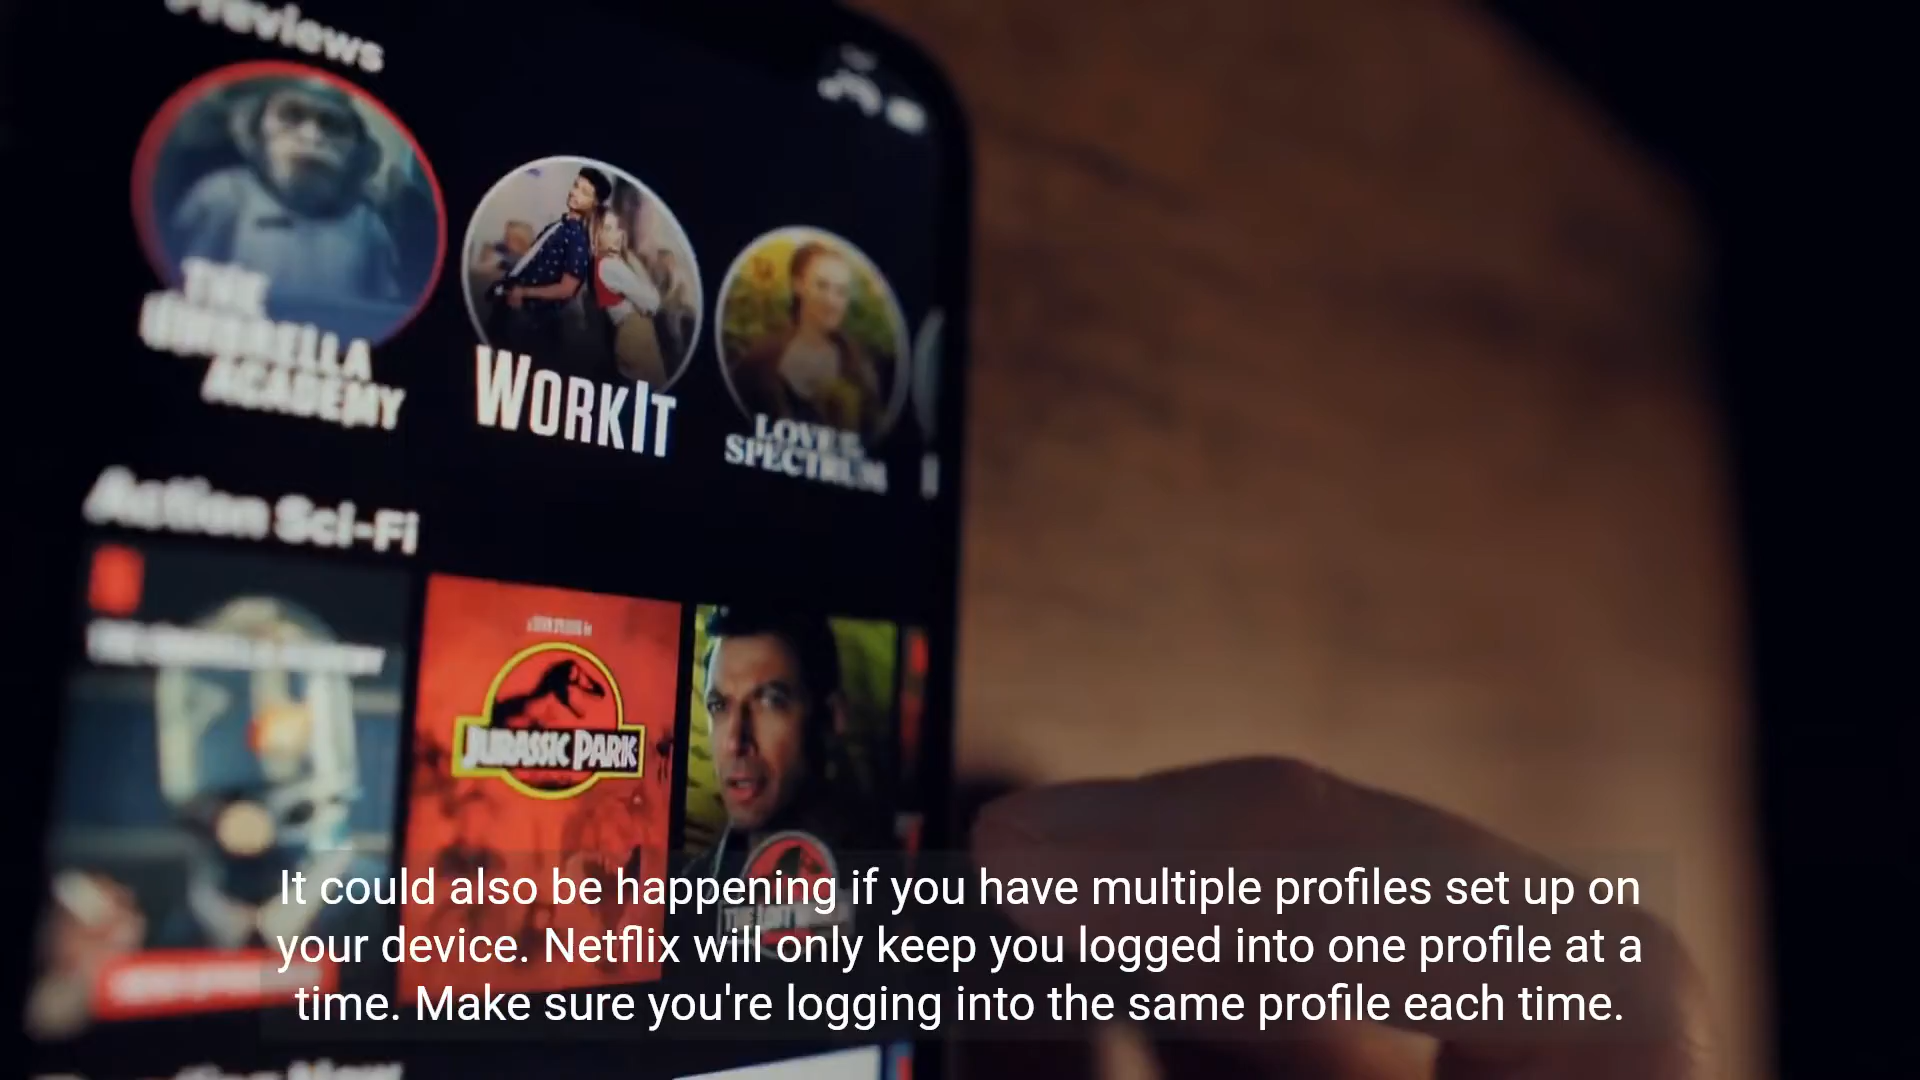 Previews
THE
UMBRELLA
ACADEMY
WORK IT
LOVE
SPECTRUM
Action Sci-Fi
JURASSIC PARK
It could also be happening if you have multiple profiles set up on
your device. Netflix will only keep you logged into one profile at a
time. Make sure you're logging into the same profile each time.